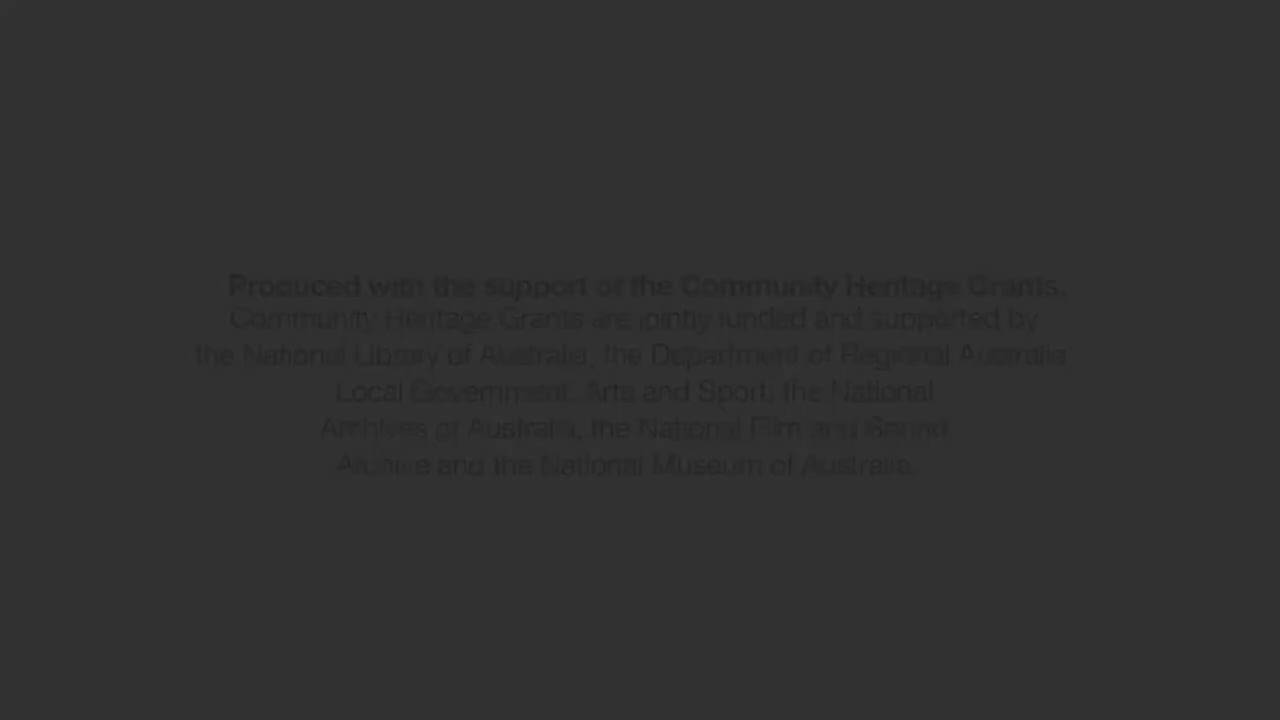 Produced with the support of the Community Heritage Grants.
Community Heritage Grants are jointly funded and supported by
the National Library of Australia, the Department of Regional Australia
Local Government, Arts and Sport, the National
Archives of Australia, the National Film and Sound
Archive and the National Museum of Australia.